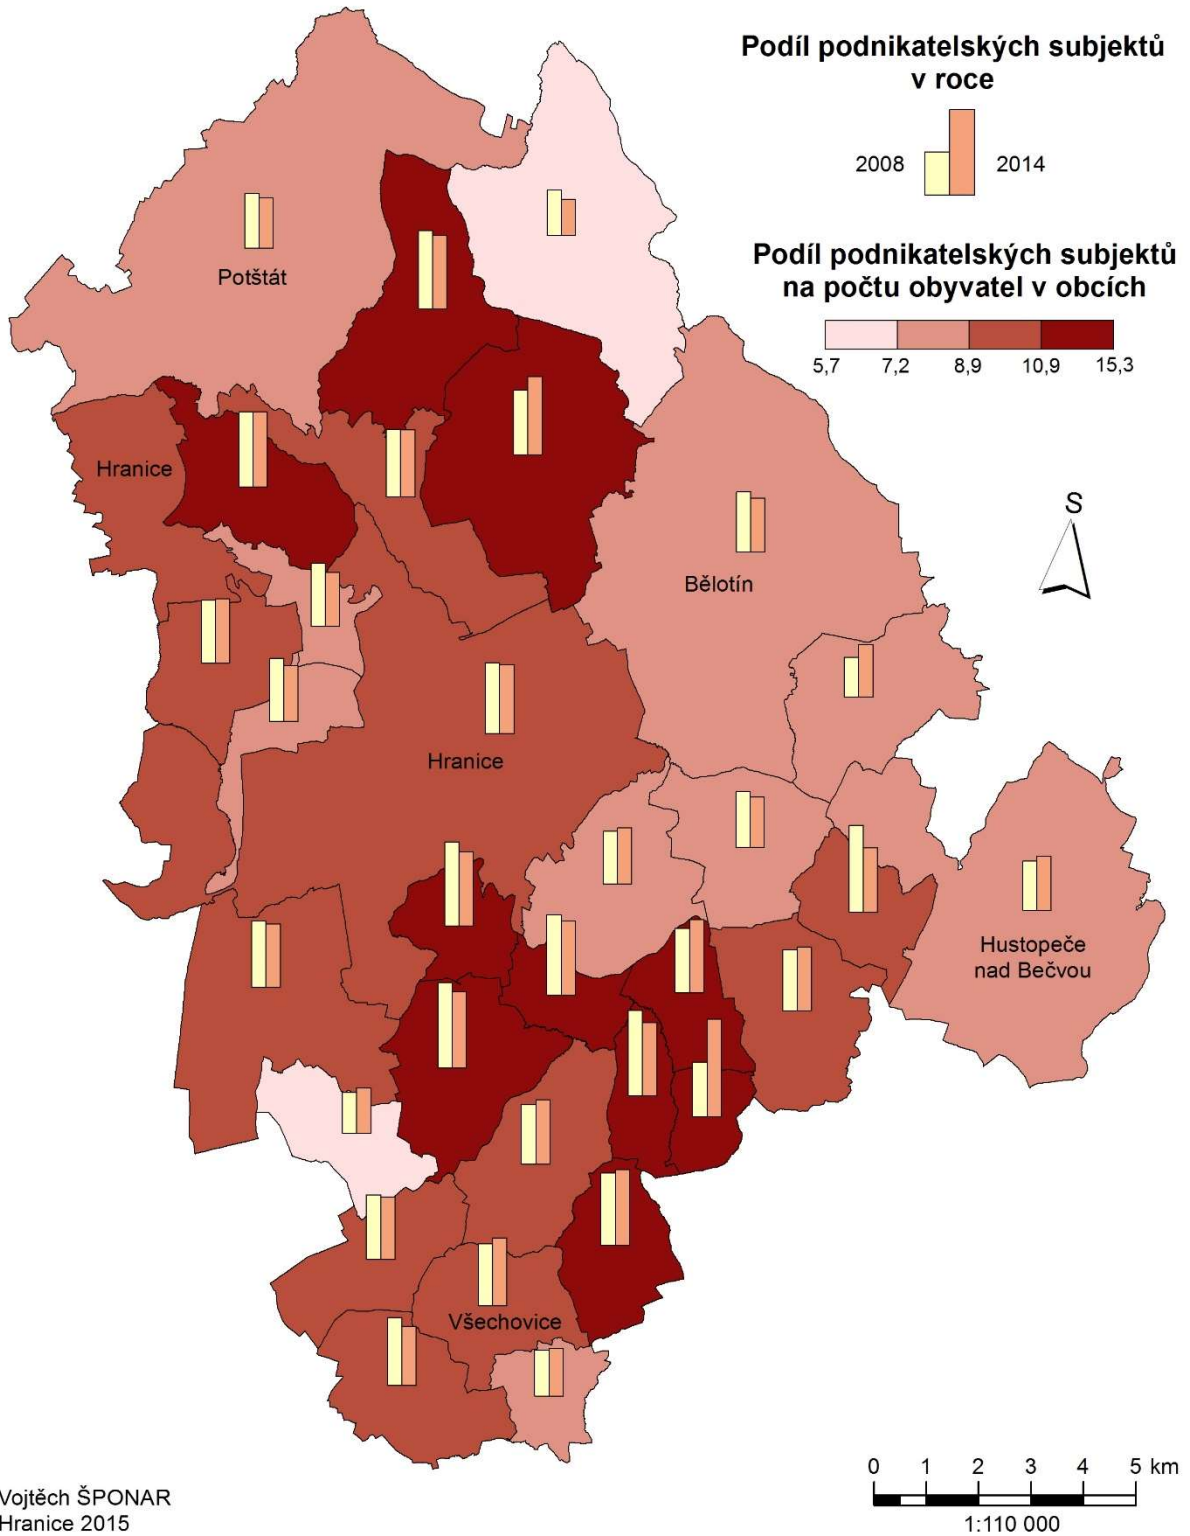 Podíl podnikatelských subjektů
v roce
2008
2014
Podíl podnikatelských subjektů
na počtu obyvatel v obcích
5,7 7,2 8,9 10,9 15,3
Potštát
Hranice
S
Bělotín
Hranice
Hustopeče
nad Bečvou
Všechovice
0 1 2 3 4 5 km
1:110 000
Vojtěch ŠPONAR
Hranice 2015